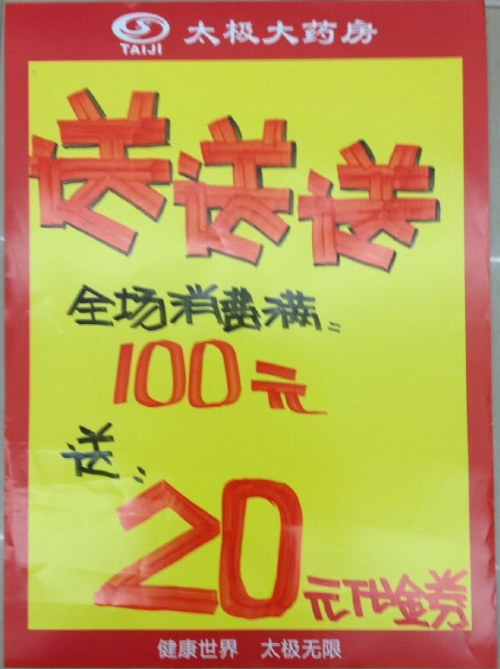 TAIJI 太极大药房
送送送
全场消费满:
100元
送:
20元代金券
健康世界 太极无限